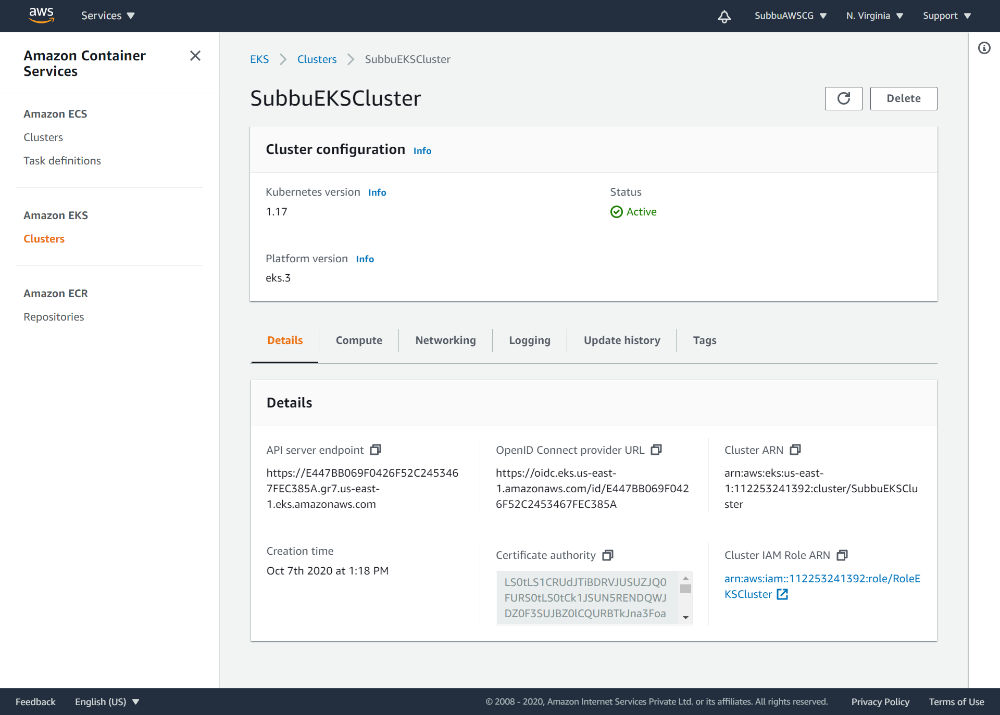 aws
Services
SubbuAWSCG
N. Virginia
Support
Amazon Container
Services
Amazon ECS
Clusters
Task definitions
Amazon EKS
Clusters
Amazon ECR
Repositories
EKS
Clusters
SubbuEKSCluster
SubbuEKSCluster
Delete
Cluster configuration Info
Kubernetes version Info
1.17
Status
Active
Platform version Info
eks.3
Details
Compute
Networking
Logging
Update history
Tags
Details
API server endpoint
https://E447BB069F0426F52C245346
7FEC385A.gr7.us-east-
1.eks.amazonaws.com
OpenID Connect provider URL
https://oidc.eks.us-east-
1.amazonaws.com/id/E447BB069F042
6F52C2453467FEC385A
Cluster ARN
arn:aws:eks:us-east-
1:112253241392:cluster/SubbuEKSClu
ster
Creation time
Oct 7th 2020 at 1:18 PM
Certificate authority
LS0tLS1CRUdJTiBDRVJUSUZJQ0
FURS0tLS0tCk1JSUN5RENDQWJ
DZ0F3SUJBZ0lCQURBTkJna3Foa
Cluster IAM Role ARN
arn:aws:iam::112253241392:role/RoleE
KSCluster
Feedback
English (US)
© 2008 - 2020, Amazon Internet Services Private Ltd. or its affiliates. All rights reserved.
Privacy Policy
Terms of Use